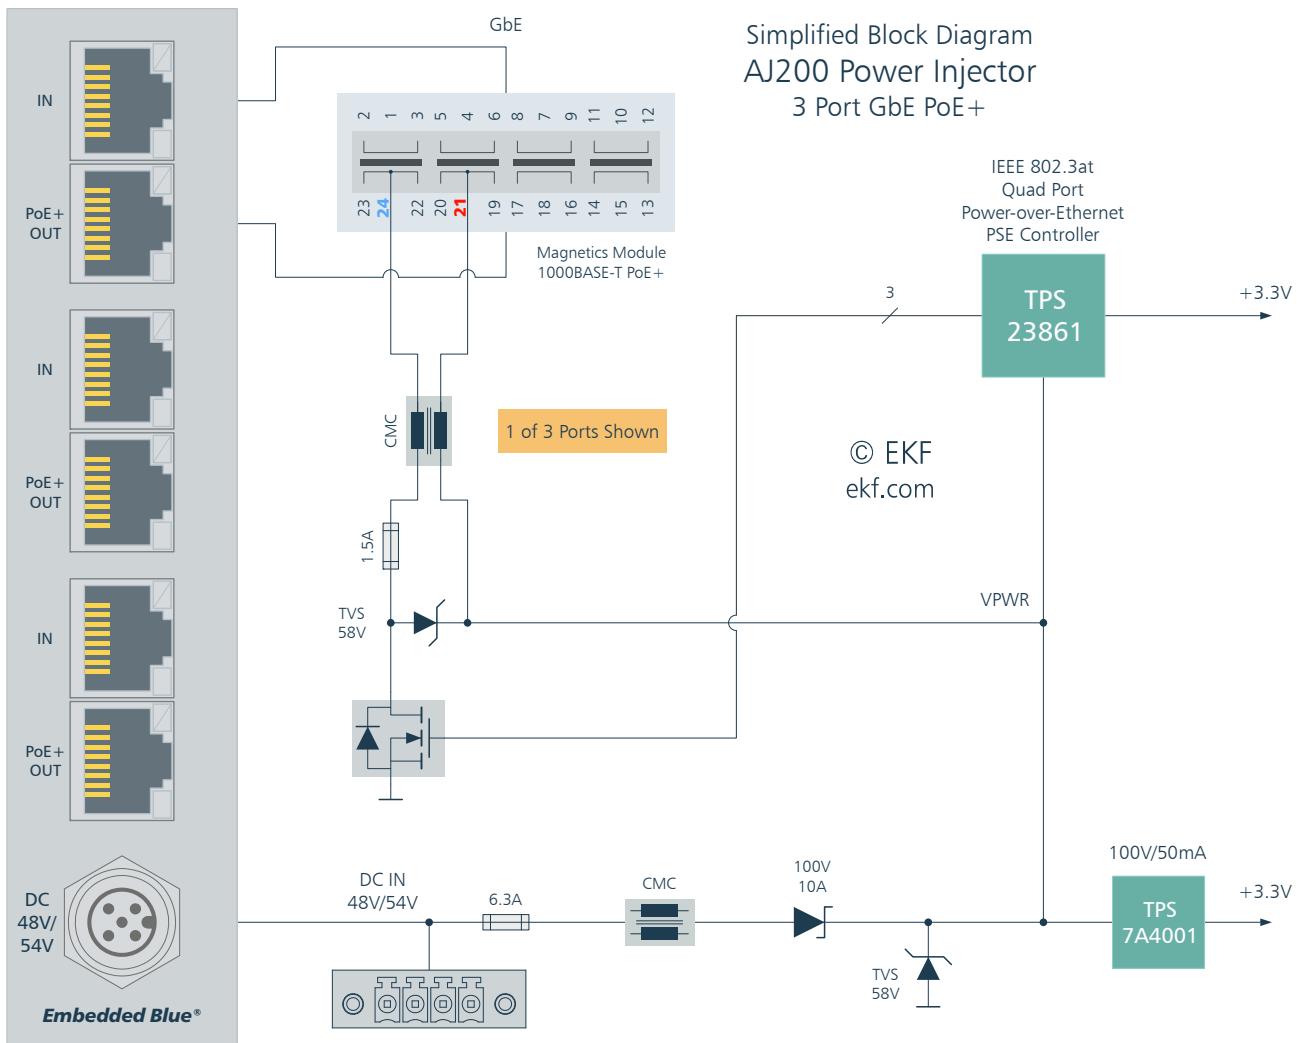 GbE
Simplified Block Diagram
AJ200 Power Injector
3 Port GbE PoE+
IN
2 1 3 5 4 6 8 7 9 11 10 12
23 24 22 20 21 19 17 18 16 14 15 13
PoE+
OUT
Magnetics Module
1000BASE-T PoE+
IEEE 802.3at
Quad Port
Power-over-Ethernet
PSE Controller
TPS
23861
3
+3.3V
IN
CMC
1 of 3 Ports Shown
© EKF
ekf.com
PoE+
OUT
1.5A
TVS
58V
VPWR
IN
PoE+
OUT
DC
48V/
54V
DC IN
48V/54V
6.3A
CMC
100V
10A
TVS
58V
100V/50mA
TPS
7A4001
+3.3V
Embedded Blue®